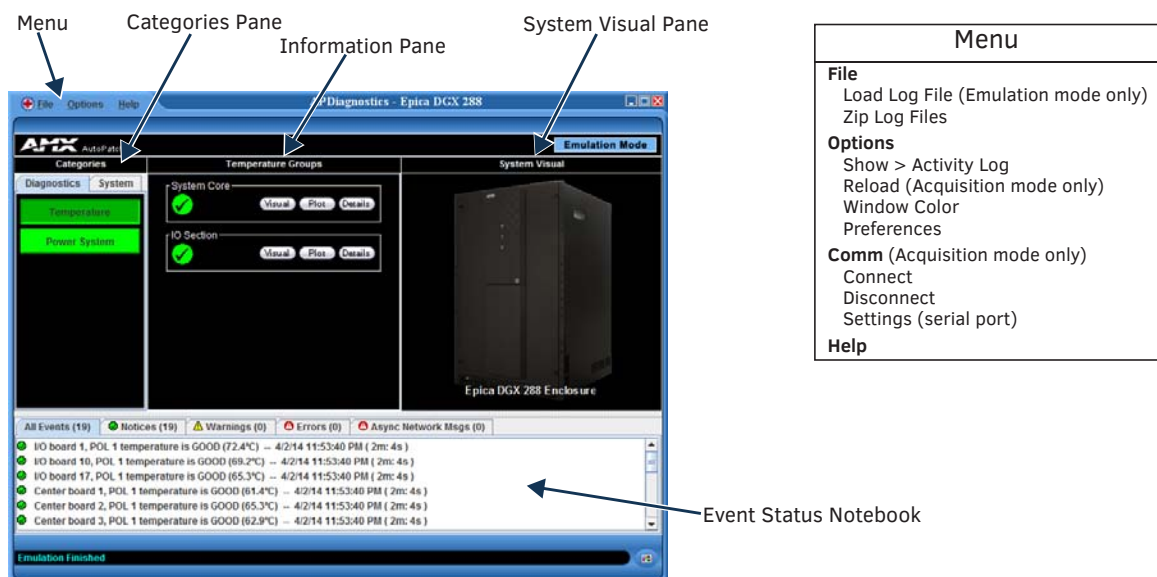 Menu
Categories Pane
Information Pane
System Visual Pane
File Options Help
APDiagnostics - Epica DGX 288
AMX AutoPatch
Emulation Mode
Categories
Temperature Groups
System Visual
Diagnostics System
Temperature
Power System
System Core
Visual Plot Details
IO Section
Visual Plot Details
Epica DGX 288 Enclosure
All Events (19) Notices (19) Warnings (0) Errors (0) Async Network Msgs (0)
I/O board 1, POL 1 temperature is GOOD (72.4°C) -- 4/2/14 11:53:40 PM ( 2m: 4s )
I/O board 10, POL 1 temperature is GOOD (69.2°C) -- 4/2/14 11:53:40 PM ( 2m: 4s )
I/O board 17, POL 1 temperature is GOOD (65.3°C) -- 4/2/14 11:53:40 PM ( 2m: 4s )
Center board 1, POL 1 temperature is GOOD (61.4°C) -- 4/2/14 11:53:40 PM ( 2m: 4s )
Center board 2, POL 1 temperature is GOOD (65.3°C) -- 4/2/14 11:53:40 PM ( 2m: 4s )
Center board 3, POL 1 temperature is GOOD (62.9°C) -- 4/2/14 11:53:40 PM ( 2m: 4s )
Event Status Notebook
Emulation Finished
Menu
File
Load Log File (Emulation mode only)
Zip Log Files
Options
Show > Activity Log
Reload (Acquisition mode only)
Window Color
Preferences
Comm (Acquisition mode only)
Connect
Disconnect
Settings (serial port)
Help